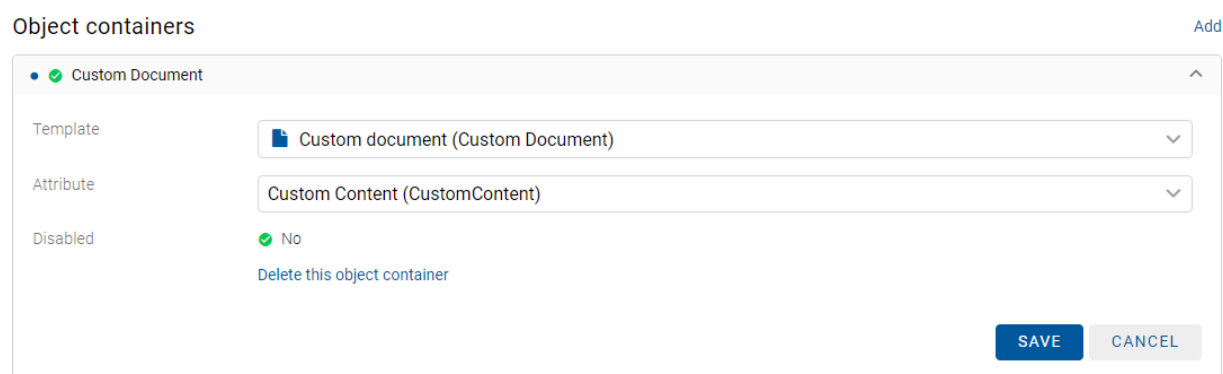 Object containers
Add
Custom Document
Template
Custom document (Custom Document)
Attribute
Custom Content (CustomContent)
Disabled
No
Delete this object container
SAVE
CANCEL